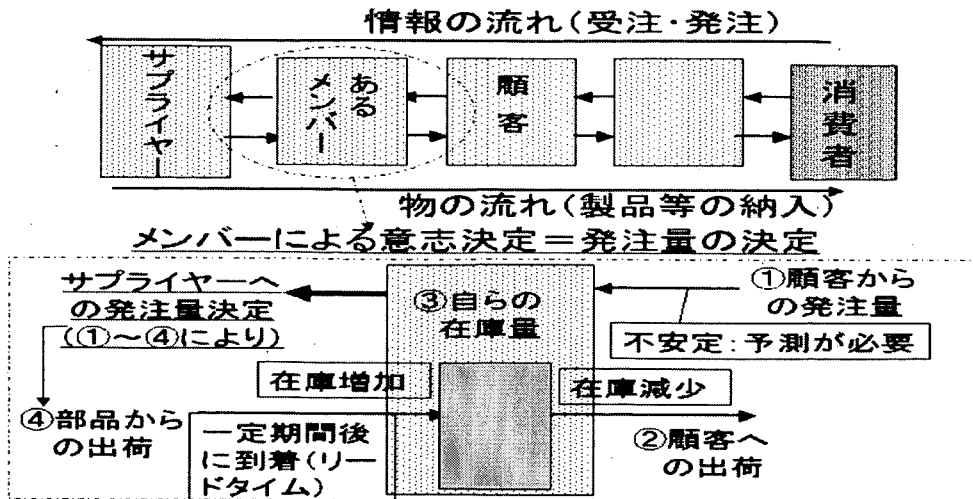 情報の流れ(受注・発注)
サプライヤー
ある
メンバー
顧客
消費者
物の流れ(製品等の納入)
メンバーによる意志決定=発注量の決定
サプライヤーへ
の発注量決定
(①~④により)
③自らの
在庫量
①顧客から
の発注量
不安定:予測が必要
在庫増加
在庫減少
④部品から
の出荷
一定期間後
に到着(リー
ドタイム)
②顧客へ
の出荷